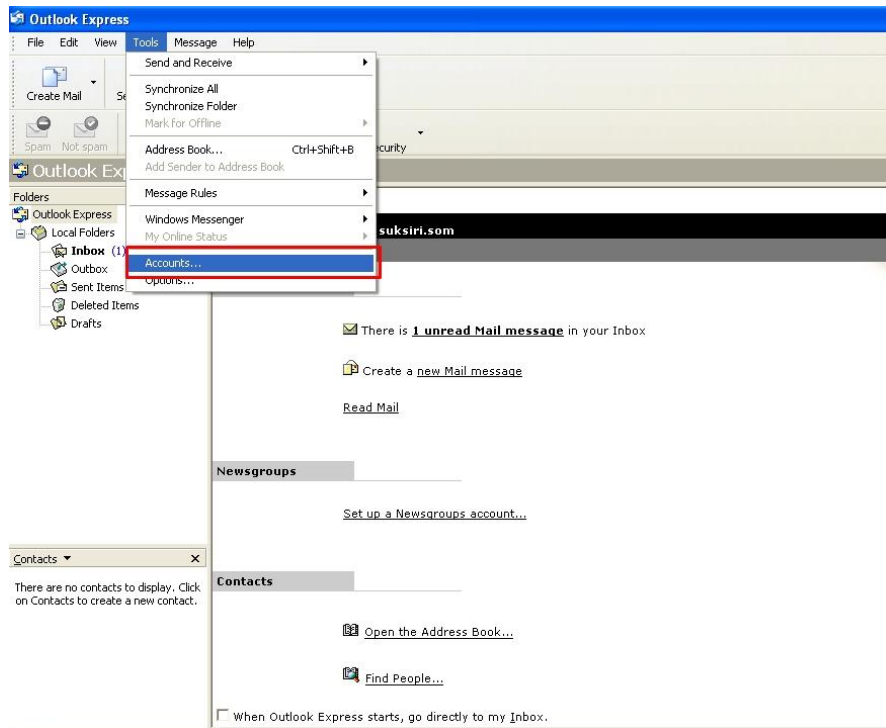 Outlook Express
File Edit View Tools Message Help
Send and Receive
Create Mail
Synchronize All
Synchronize Folder
Mark for Offline
Spam Not spam
Address Book... Ctrl+Shift+B
Add Sender to Address Book
Folders
Message Rules
Outlook Express
Windows Messenger
Local Folders
My Online Status
suksiri.som
Inbox (1)
Accounts...
Outbox
Options...
Sent Items
Deleted Items
Drafts
There is 1 unread Mail message in your Inbox
Create a new Mail message
Read Mail
Newsgroups
Set up a Newsgroups account...
Contacts
There are no contacts to display. Click
on Contacts to create a new contact.
Contacts
Open the Address Book...
Find People...
When Outlook Express starts, go directly to my Inbox.